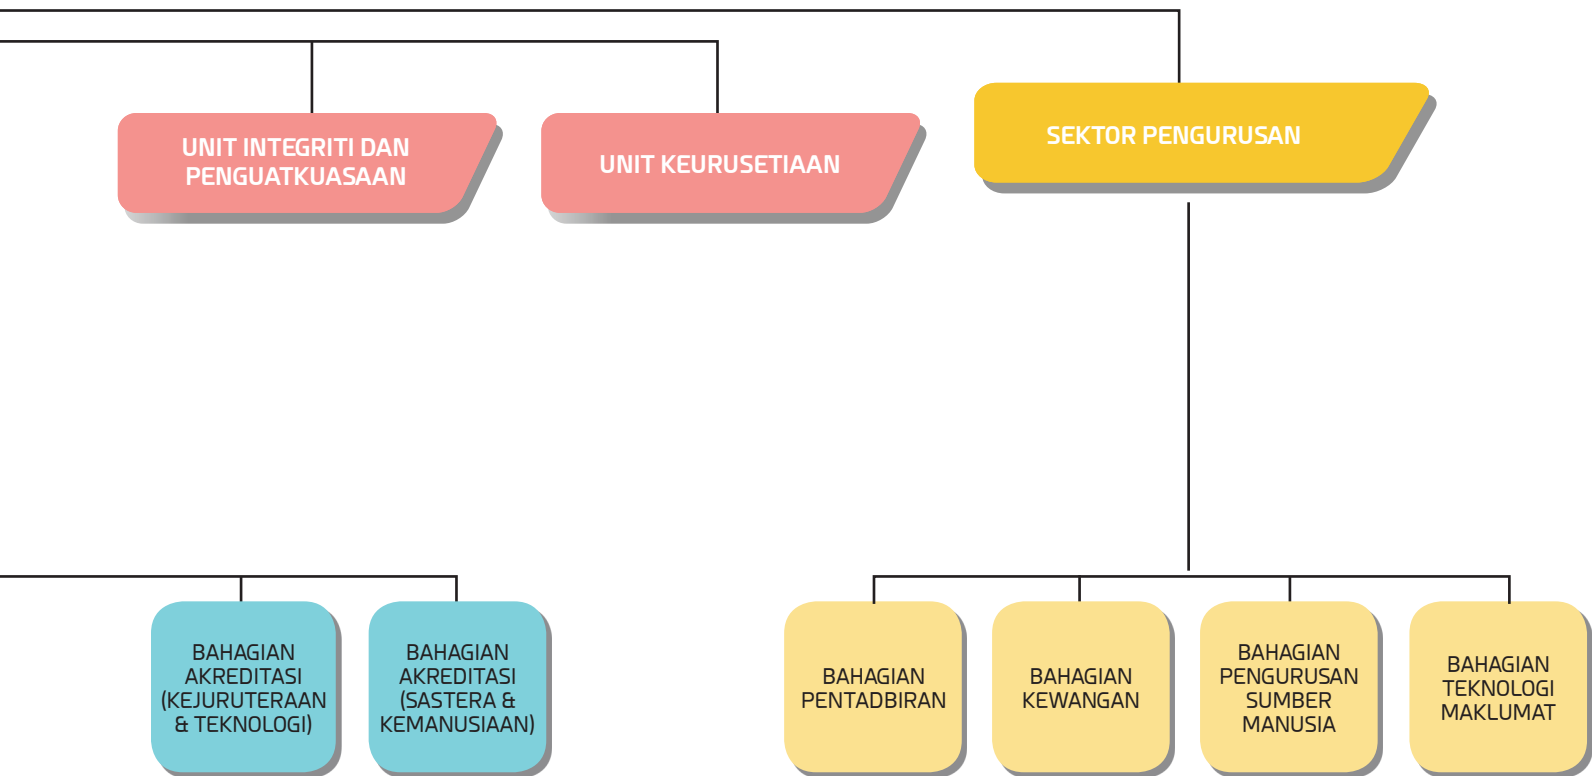 UNIT INTEGRITI DAN
PENGUATKUASAAN
UNIT KEURUSETIAAN
SEKTOR PENGURUSAN
BAHAGIAN
AKREDITASI
(KEJURUTERAAN
& TEKNOLOGI)
BAHAGIAN
AKREDITASI
(SASTERA &
KEMANUSIAAN)
BAHAGIAN
PENTADBIRAN
BAHAGIAN
KEWANGAN
BAHAGIAN
PENGURUSAN
SUMBER
MANUSIA
BAHAGIAN
TEKNOLOGI
MAKLUMAT